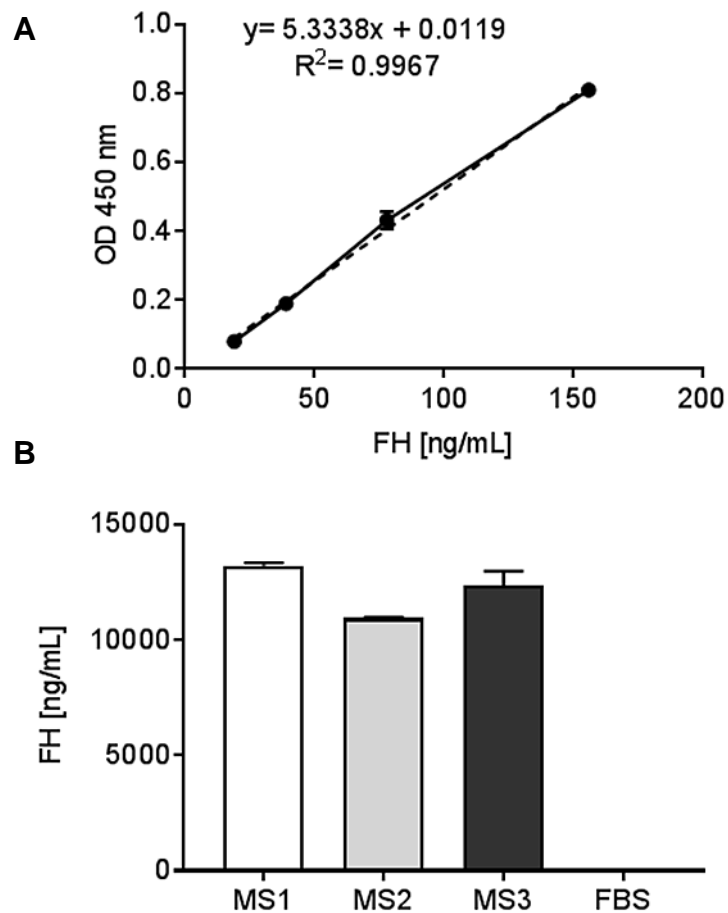 A
y= 5.3338x + 0.0119
R²= 0.9967
1.0
0.8
0.6
0.4
0.2
0.0
OD 450 nm
0 50 100 150 200
FH [ng/mL]
B
15000
10000
5000
0
FH [ng/mL]
MS1 MS2 MS3 FBS